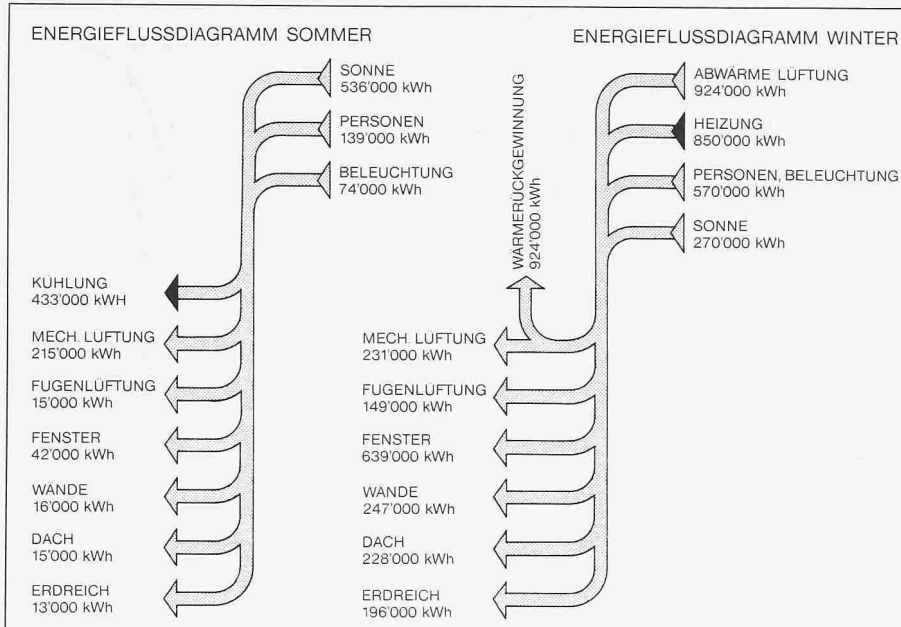 ENERGIEFLUSSDIAGRAMM SOMMER
SONNE
536'000 kWh
PERSONEN
139'000 kWh
BELEUCHTUNG
74'000 kWh
KÜHLUNG
433'000 kWH
MECH. LÜFTUNG
215'000 kWh
FUGENLÜFTUNG
15'000 kWh
FENSTER
42'000 kWh
WÄNDE
16'000 kWh
DACH
15'000 kWh
ERDREICH
13'000 kWh
ENERGIEFLUSSDIAGRAMM WINTER
ABWÄRME LÜFTUNG
924'000 kWh
HEIZUNG
850'000 kWh
PERSONEN, BELEUCHTUNG
570'000 kWh
SONNE
270'000 kWh
WÄRMERÜCKGEWINNUNG
924'000 kWh
MECH. LÜFTUNG
231'000 kWh
FUGENLÜFTUNG
149'000 kWh
FENSTER
639'000 kWh
WÄNDE
247'000 kWh
DACH
228'000 kWh
ERDREICH
196'000 kWh